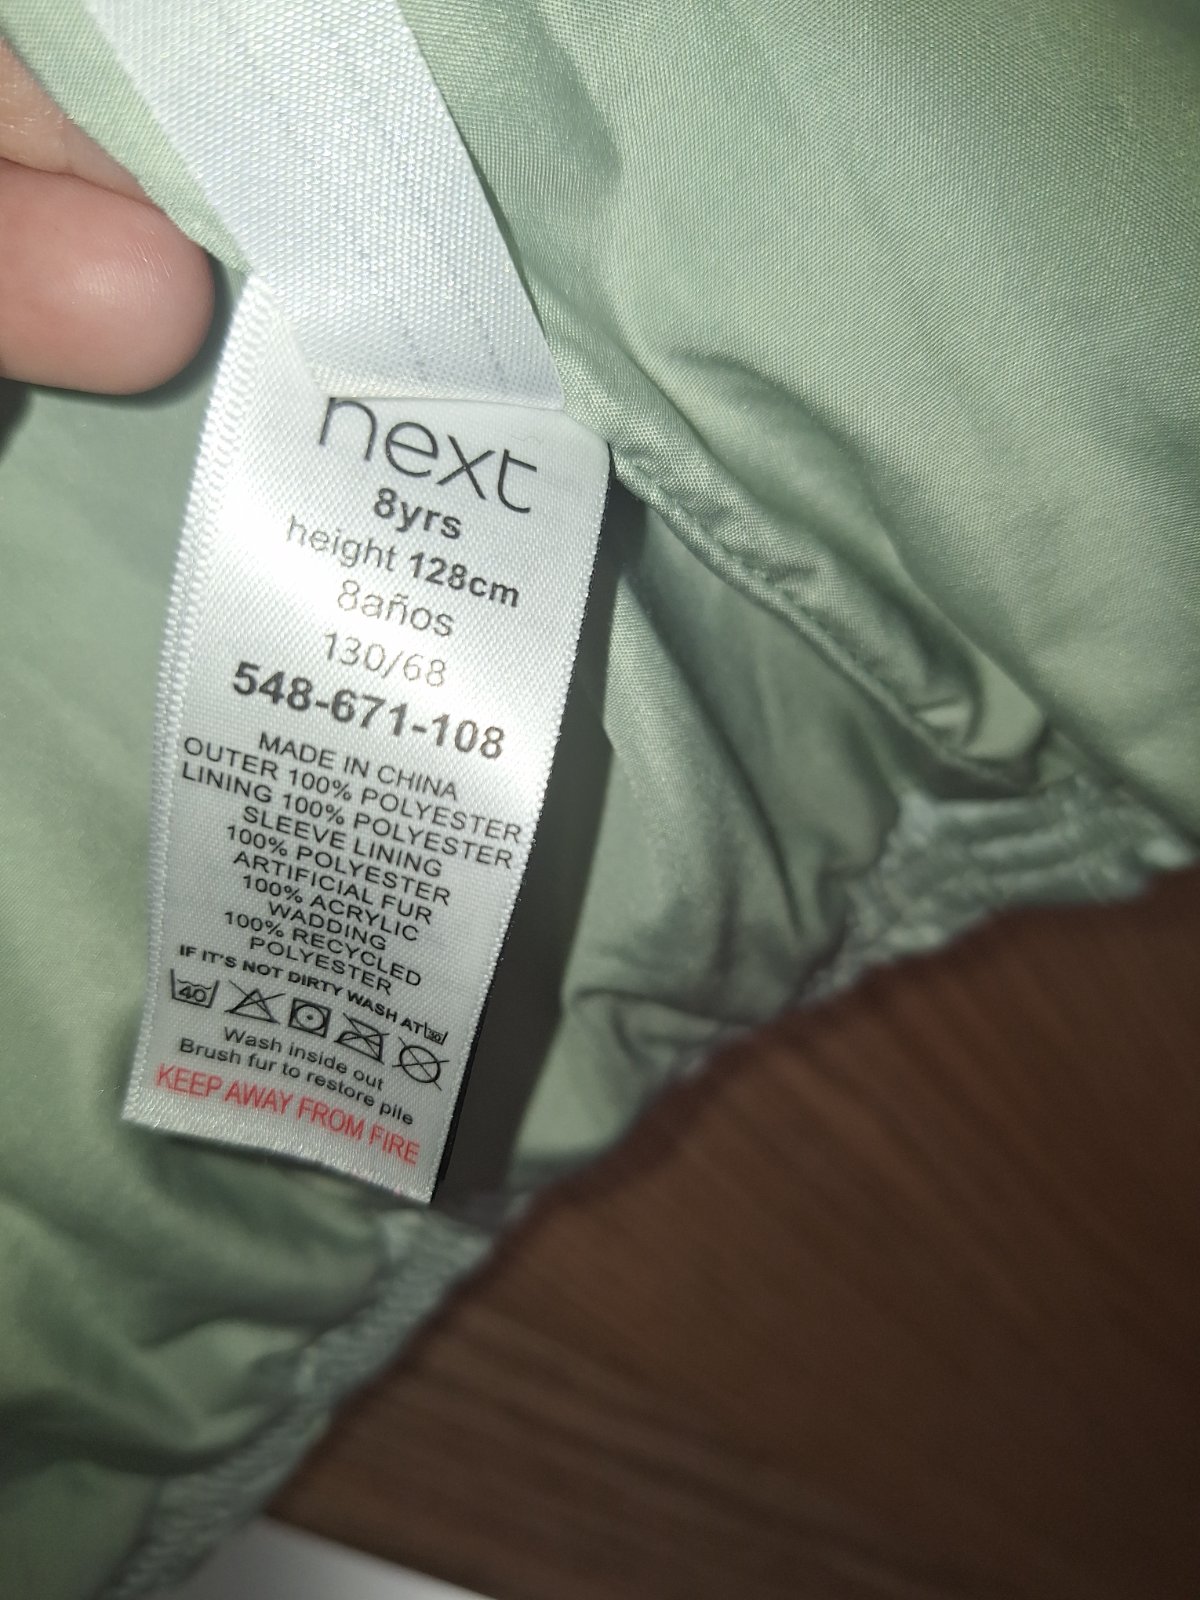 next
8yrs
height 128cm
8años
130/68
548-671-108
MADE IN CHINA
OUTER 100% POLYESTER
LINING 100% POLYESTER
SLEEVE LINING
100% POLYESTER
ARTIFICIAL FUR
100% ACRYLIC
WADDING
100% RECYCLED
POLYESTER
IF IT'S NOT DIRTY WASH AT 30
40
Wash inside out
Brush fur to restore pile
KEEP AWAY FROM FIRE